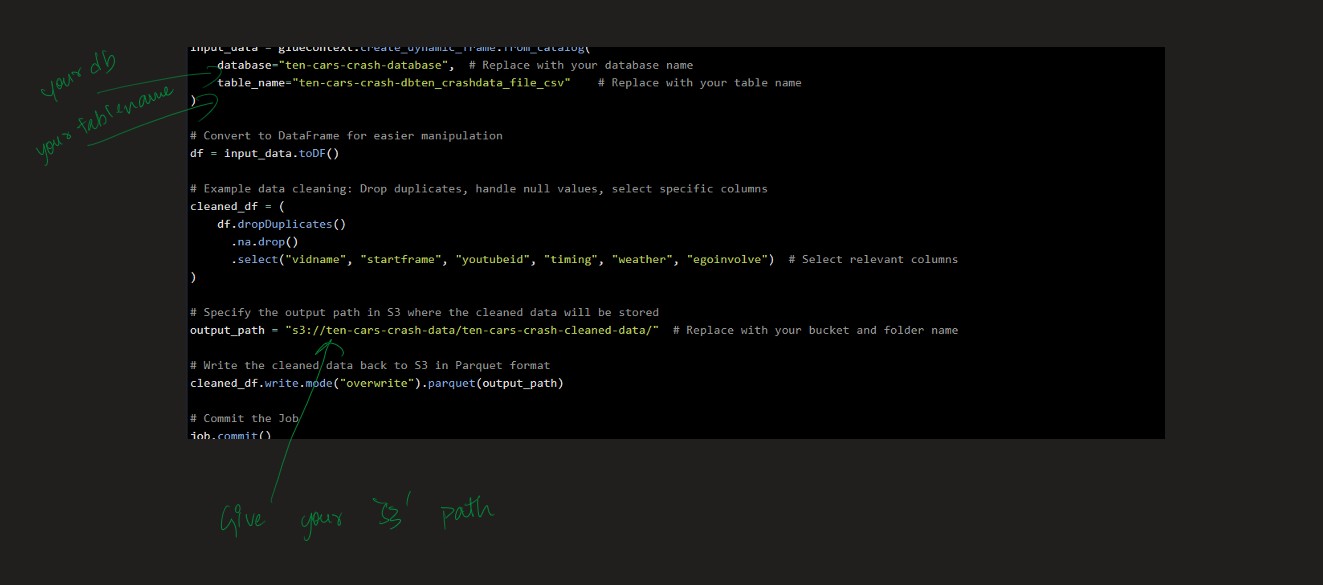 input_data = glueContext.create_dynamic_frame.from_catalog(
your db
database="ten-cars-crash-database",  # Replace with your database name
table_name="ten-cars-crash-dbten_crashdata_file_csv"    # Replace with your table name
your tablename
)
# Convert to DataFrame for easier manipulation
df = input_data.toDF()
# Example data cleaning: Drop duplicates, handle null values, select specific columns
cleaned_df = (
df.dropDuplicates()
.na.drop()
.select("vidname", "startframe", "youtubeid", "timing", "weather", "egoinvolve")  # Select relevant columns
)
# Specify the output path in S3 where the cleaned data will be stored
output_path = "s3://ten-cars-crash-data/ten-cars-crash-cleaned-data/"  # Replace with your bucket and folder name
# Write the cleaned data back to S3 in Parquet format
cleaned_df.write.mode("overwrite").parquet(output_path)
# Commit the Job
job.commit()
Give your 's3' path